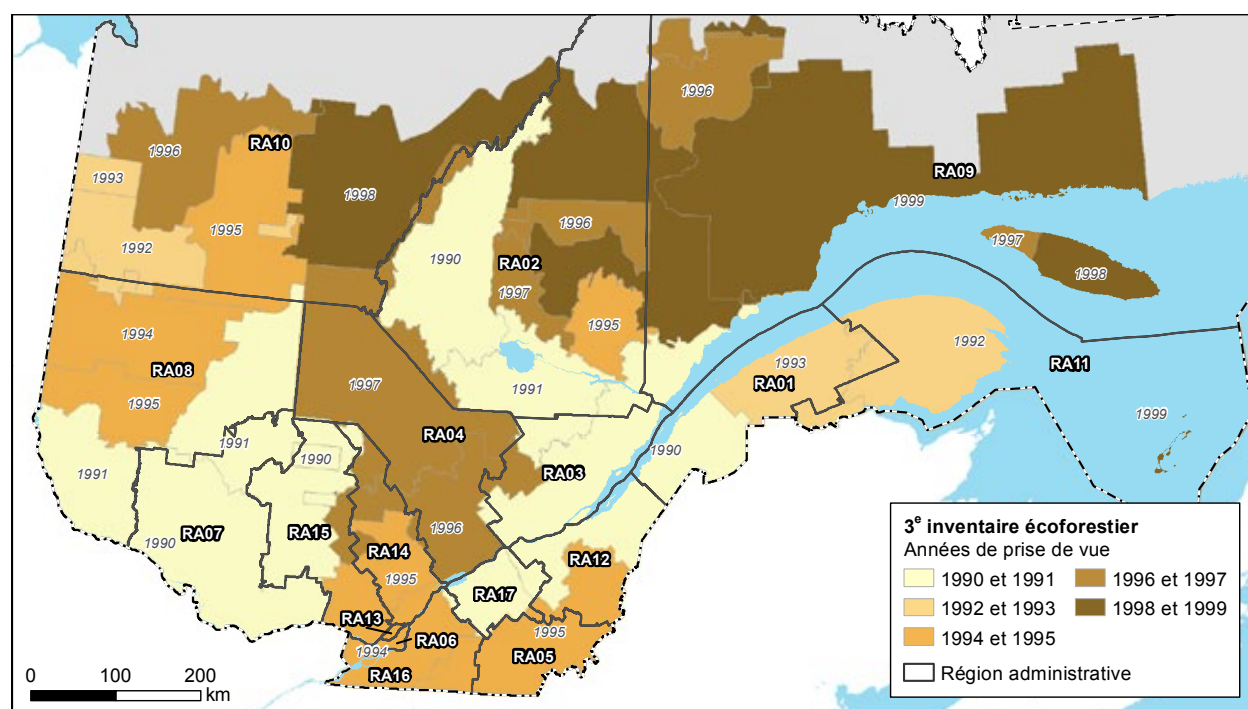 1996
RA10
1996
1993
1998
RA09
1999
1995
1996
1992
1990
RA02
1997
1997
1998
1994
1995
RA08
1992
1997
1993
RA11
RA01
1995
1991
1999
RA04
1991
1990
1990
1991
RA03
RA07
RA15
1996
1990
RA14
RA12
1995
RA17
RA13
RA06
1995
1994
RA05
RA16
0 100 200
km
3e inventaire écoforestier
Années de prise de vue
1990 et 1991
1996 et 1997
1992 et 1993
1998 et 1999
1994 et 1995
Région administrative